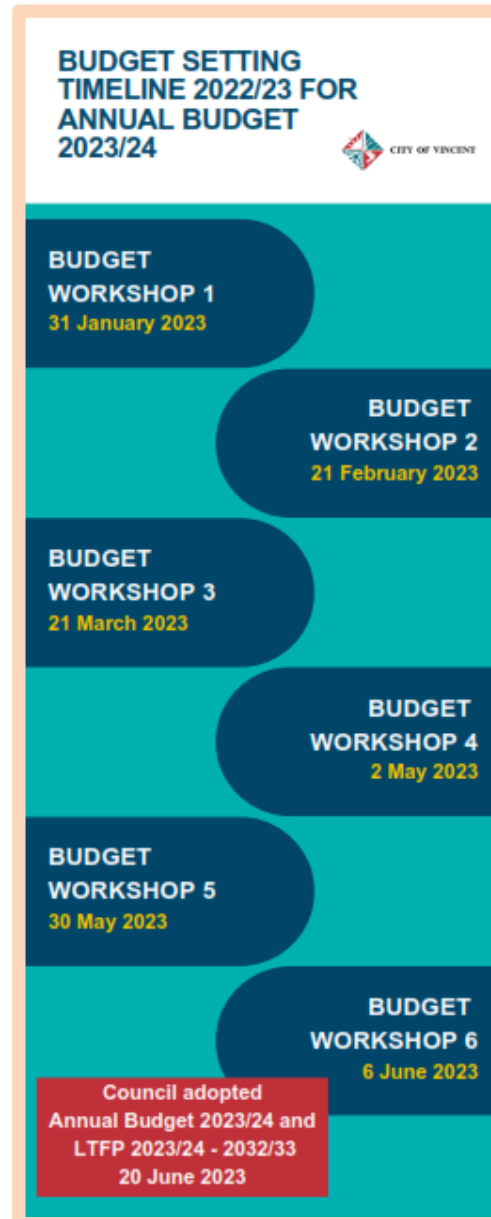 BUDGET SETTING
TIMELINE 2022/23 FOR
ANNUAL BUDGET
2023/24
CITY OF VINCENT
BUDGET
WORKSHOP 1
31 January 2023
BUDGET
WORKSHOP 2
21 February 2023
BUDGET
WORKSHOP 3
21 March 2023
BUDGET
WORKSHOP 4
2 May 2023
BUDGET
WORKSHOP 5
30 May 2023
BUDGET
WORKSHOP 6
6 June 2023
Council adopted
Annual Budget 2023/24 and
LTFP 2023/24 - 2032/33
20 June 2023